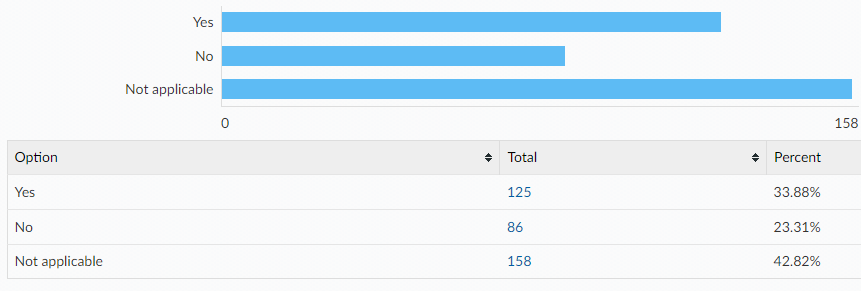 Yes
No
Not applicable
0 158
Option Total Percent
Yes 125 33.88%
No 86 23.31%
Not applicable 158 42.82%